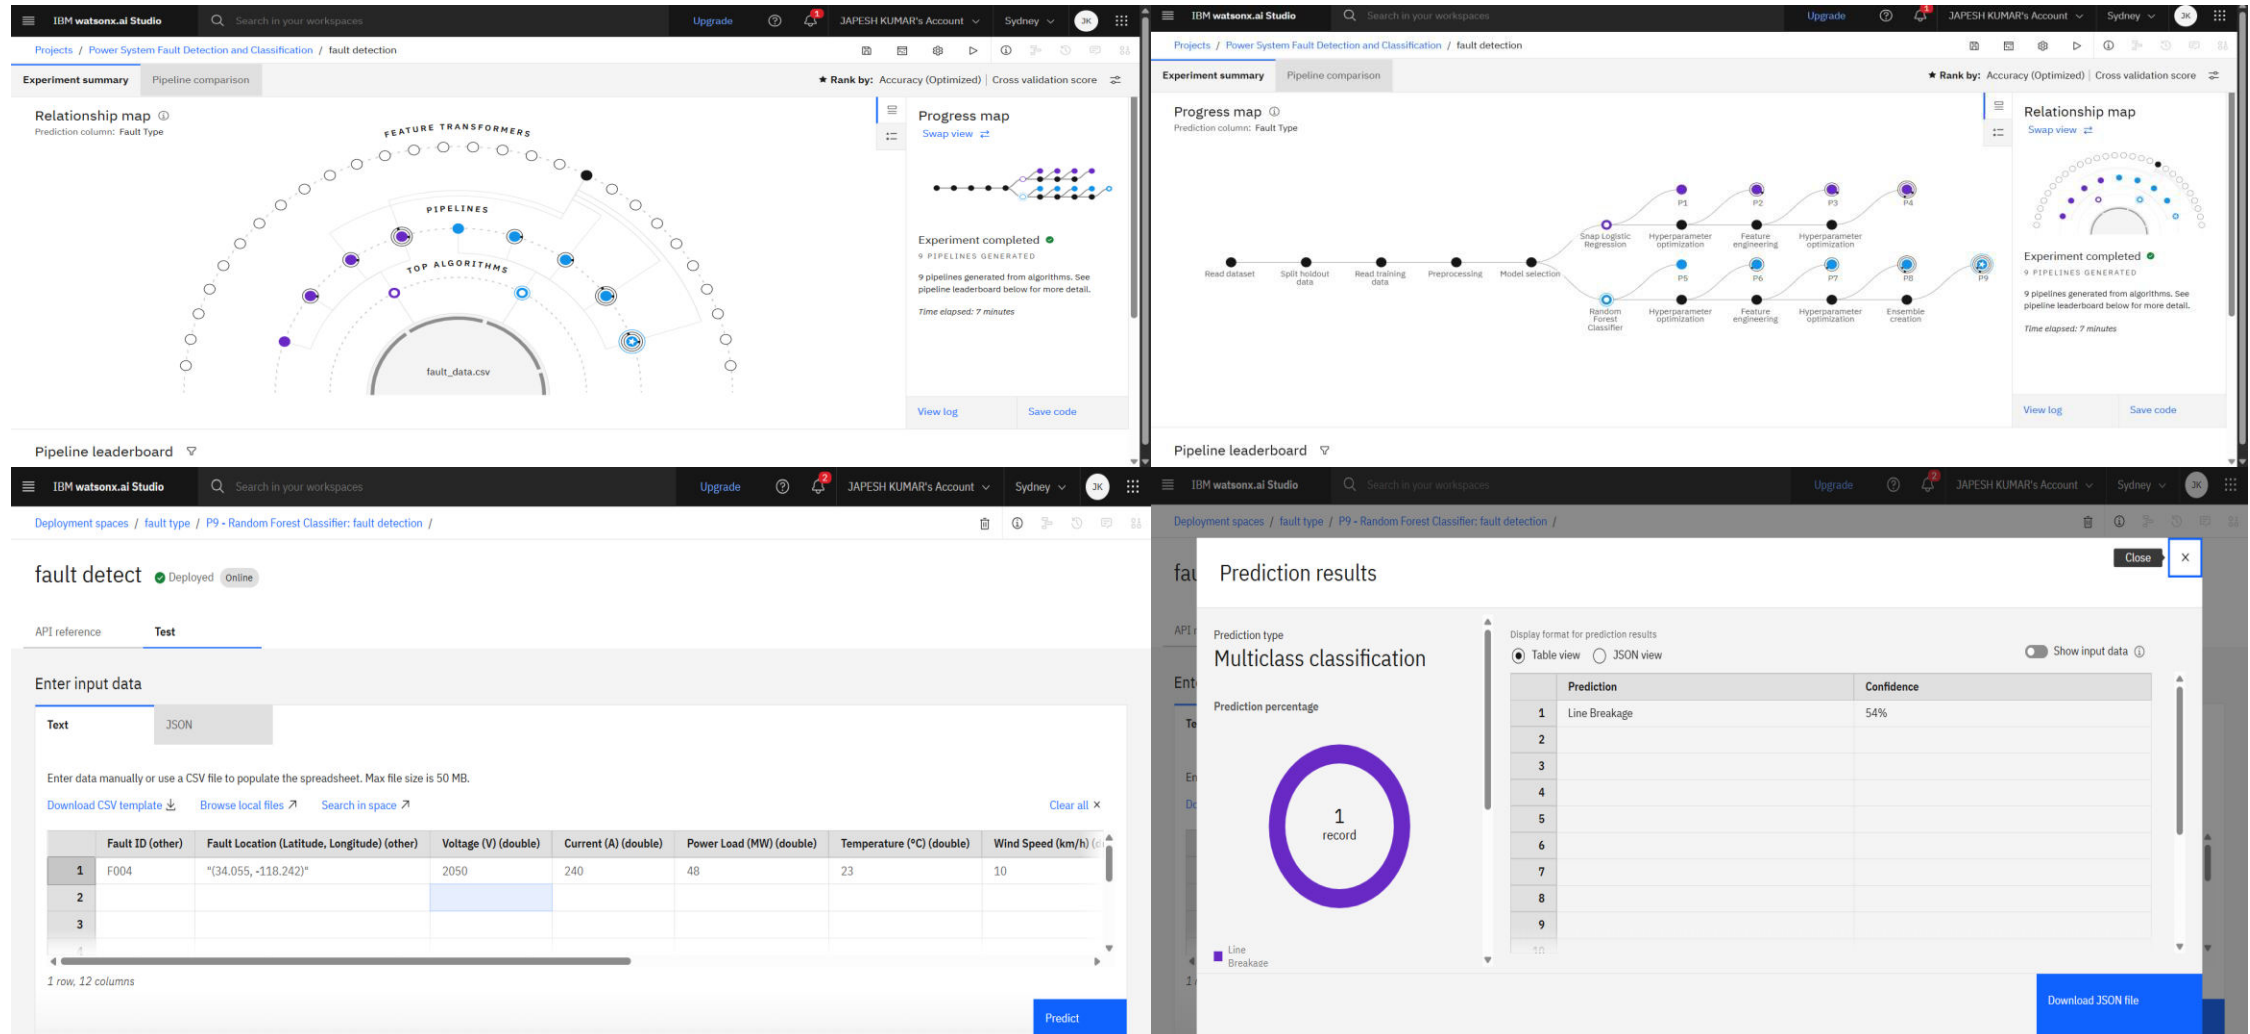 IBM watsonx.ai Studio
Search in your workspaces
Upgrade
1
JAPESH KUMAR's Account
Sydney
JK
Projects / Power System Fault Detection and Classification / fault detection
Experiment summary
Pipeline comparison
★ Rank by: Accuracy (Optimized) | Cross validation score
Relationship map
Prediction column: Fault Type
FEATURE TRANSFORMERS
PIPELINES
TOP ALGORITHMS
fault_data.csv
Progress map
Swap view
Experiment completed
9 PIPELINES GENERATED
9 pipelines generated from algorithms. See
pipeline leaderboard below for more detail.
Time elapsed: 7 minutes
View log
Save code
Pipeline leaderboard
IBM watsonx.ai Studio
Search in your workspaces
Upgrade
1
JAPESH KUMAR's Account
Sydney
JK
Projects / Power System Fault Detection and Classification / fault detection
Experiment summary
Pipeline comparison
★ Rank by: Accuracy (Optimized) | Cross validation score
Progress map
Prediction column: Fault Type
P1
P2
P3
P4
Snap Logistic
Regression
Hyperparameter
optimization
Feature
engineering
Hyperparameter
optimization
Read dataset
Split holdout
data
Read training
data
Preprocessing
Model selection
P5
P6
P7
P8
P9
Random
Forest
Classifier
Hyperparameter
optimization
Feature
engineering
Hyperparameter
optimization
Ensemble
creation
Relationship map
Swap view
Experiment completed
9 PIPELINES GENERATED
9 pipelines generated from algorithms. See
pipeline leaderboard below for more detail.
Time elapsed: 7 minutes
View log
Save code
Pipeline leaderboard
IBM watsonx.ai Studio
Search in your workspaces
Upgrade
2
JAPESH KUMAR's Account
Sydney
JK
Deployment spaces / fault type / P9 - Random Forest Classifier: fault detection /
fault detect
Deployed
Online
API reference
Test
Enter input data
Text
JSON
Enter data manually or use a CSV file to populate the spreadsheet. Max file size is 50 MB.
Download CSV template
Browse local files
Search in space
Clear all ×
Fault ID (other) Fault Location (Latitude, Longitude) (other) Voltage (V) (double) Current (A) (double) Power Load (MW) (double) Temperature (°C) (double) Wind Speed (km/h)
1 F004 "(34.055, -118.242)" 2050 240 48 23 10
2
3
4
1 row, 12 columns
Predict
IBM watsonx.ai Studio
Search in your workspaces
Upgrade
2
JAPESH KUMAR's Account
Sydney
JK
Deployment spaces / fault type / P9 - Random Forest Classifier: fault detection /
fau
API r
Ent
Te
En
Do
1
Close
Prediction results
Prediction type
Multiclass classification
Prediction percentage
1
record
Line
Breakage
Display format for prediction results
Table view
JSON view
Show input data
Prediction Confidence
1 Line Breakage 54%
2
3
4
5
6
7
8
9
10
Download JSON file